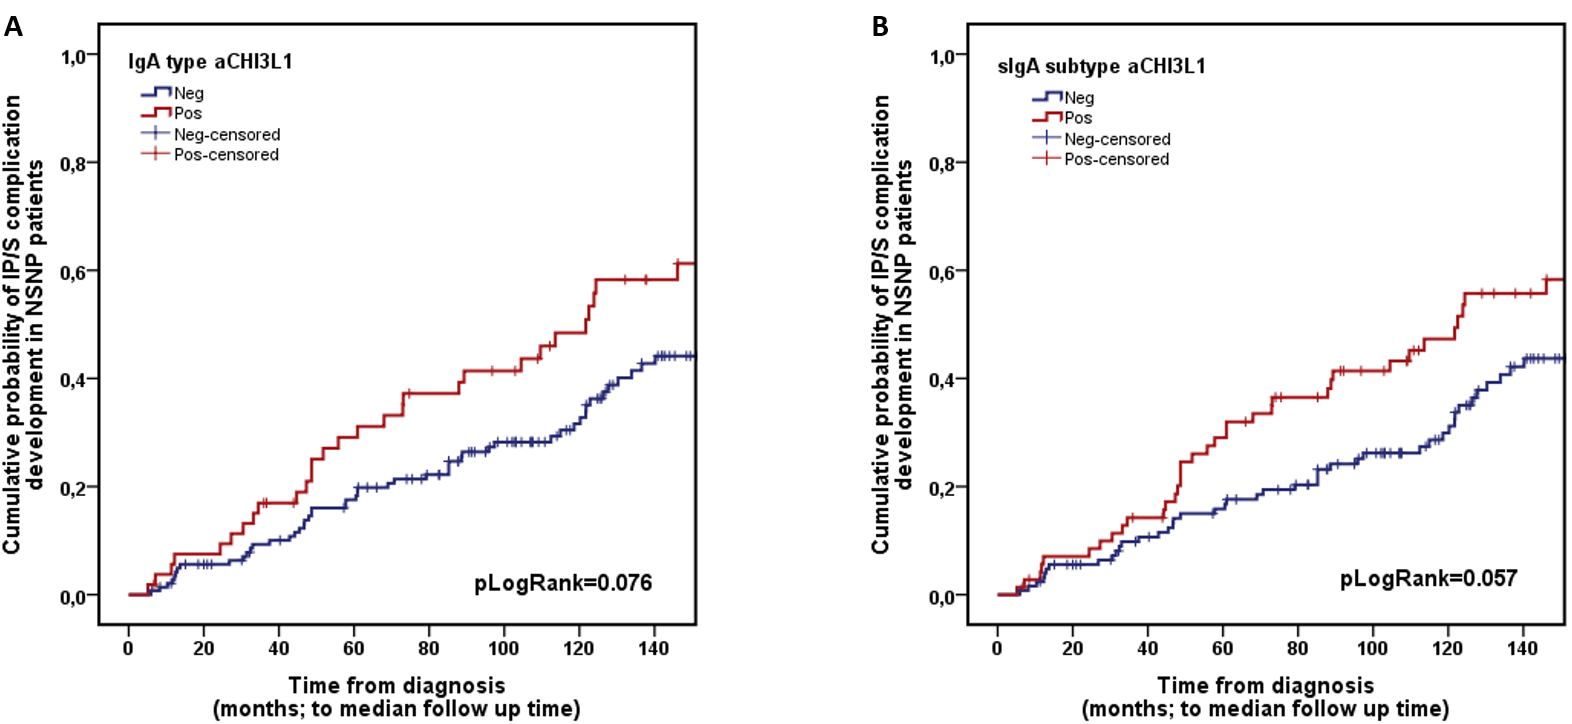 A
Cumulative probability of IP/S complication
development in NSNP patients
1,0
0,8
0,6
0,4
0,2
0,0
IgA type aCHI3L1
Neg
Pos
Neg-censored
Pos-censored
pLogRank=0.076
0 20 40 60 80 100 120 140
Time from diagnosis
(months; to median follow up time)
B
Cumulative probability of IP/S complication
development in NSNP patients
1,0
0,8
0,6
0,4
0,2
0,0
sIgA subtype aCHI3L1
Neg
Pos
Neg-censored
Pos-censored
pLogRank=0.057
0 20 40 60 80 100 120 140
Time from diagnosis
(months; to median follow up time)